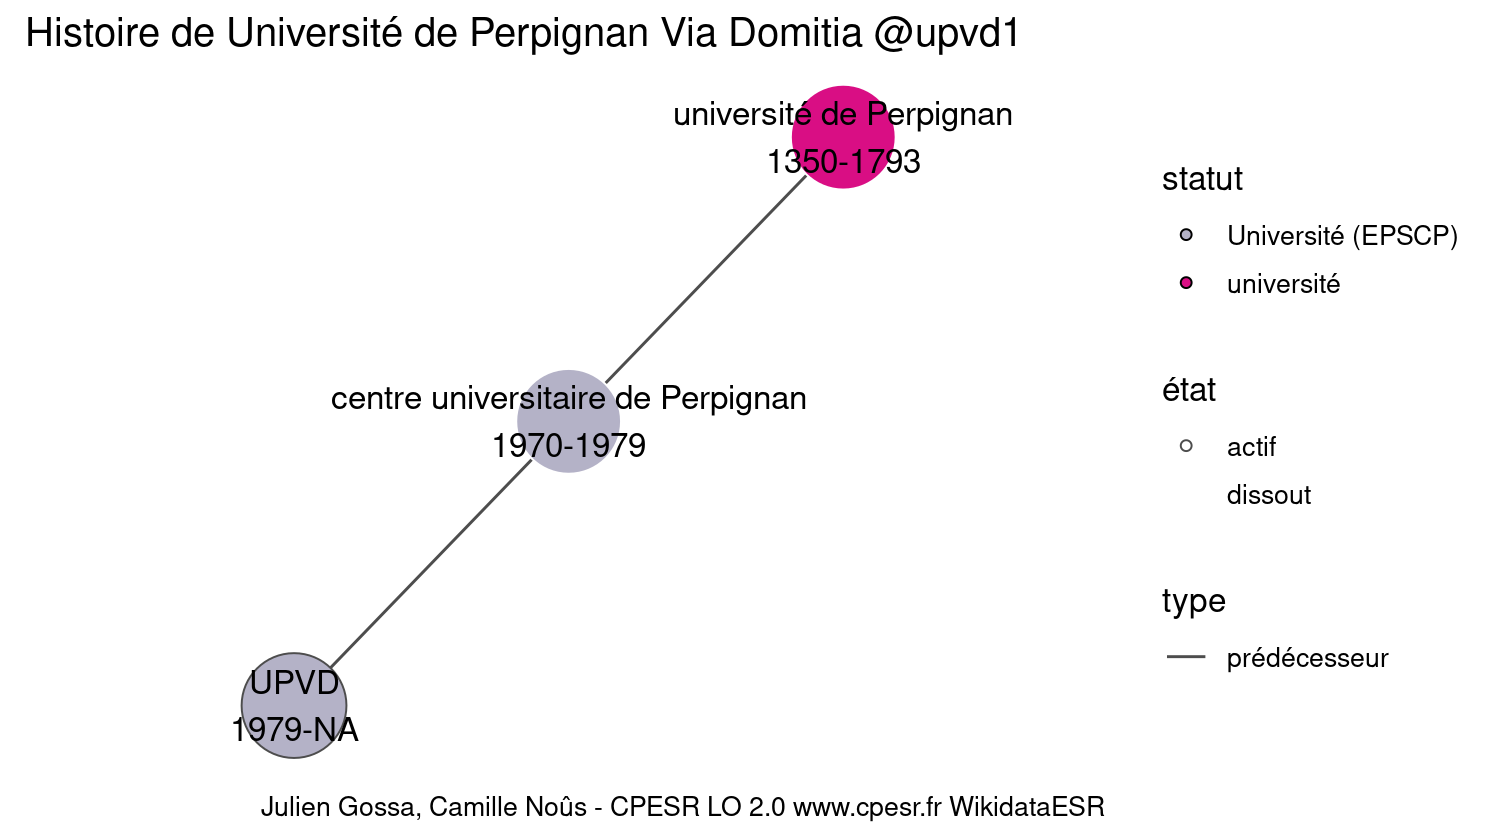 Histoire de Université de Perpignan Via Domitia @upvd1
université de Perpignan
1350-1793
centre universitaire de Perpignan
1970-1979
UPVD
1979-NA
statut
Université (EPSCP)
université
état
actif
dissout
type
prédécesseur
Julien Gossa, Camille Noûs - CPESR LO 2.0 www.cpesr.fr WikidataESR